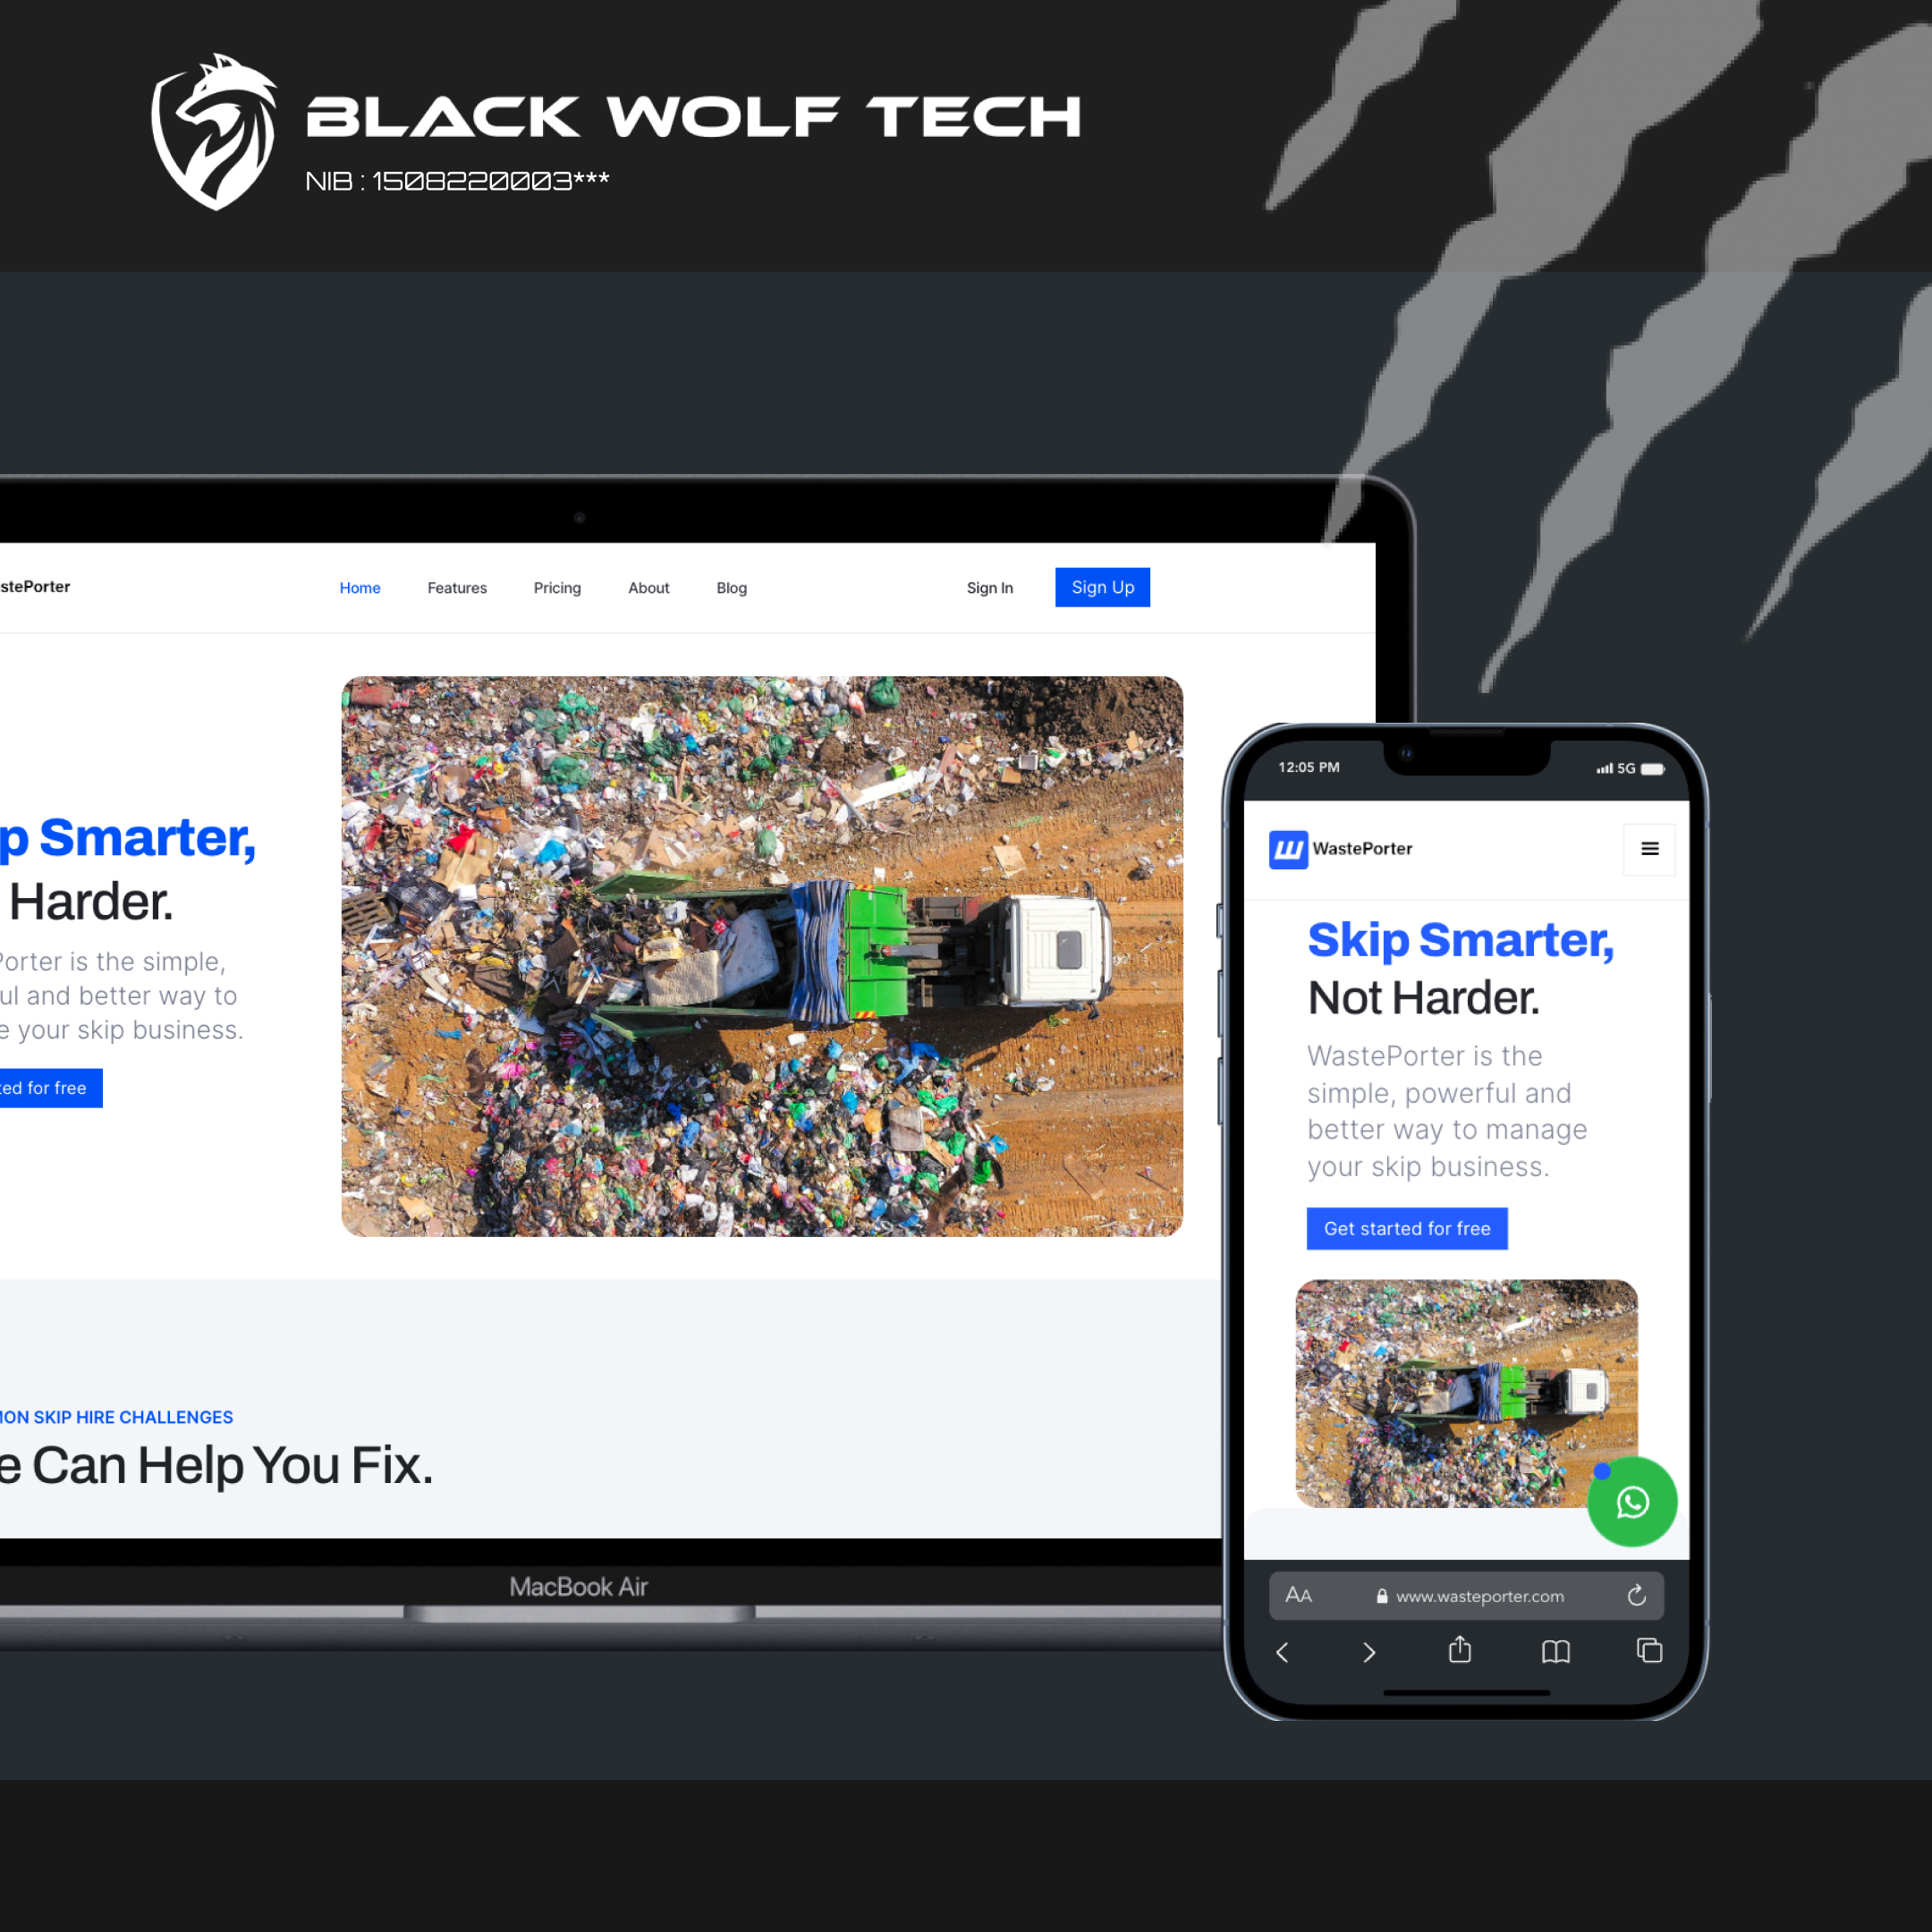 BLACK WOLF TECH
NIB : 1508220003***
stePorter
Home
Features
Pricing
About
Blog
Sign In
Sign Up
p Smarter,
Harder.
Porter is the simple,
ul and better way to
e your skip business.
ted for free
ION SKIP HIRE CHALLENGES
e Can Help You Fix.
MacBook Air
12:05 PM
5G
WastePorter
Skip Smarter,
Not Harder.
WastePorter is the
simple, powerful and
better way to manage
your skip business.
Get started for free
AA
www.wasteporter.com